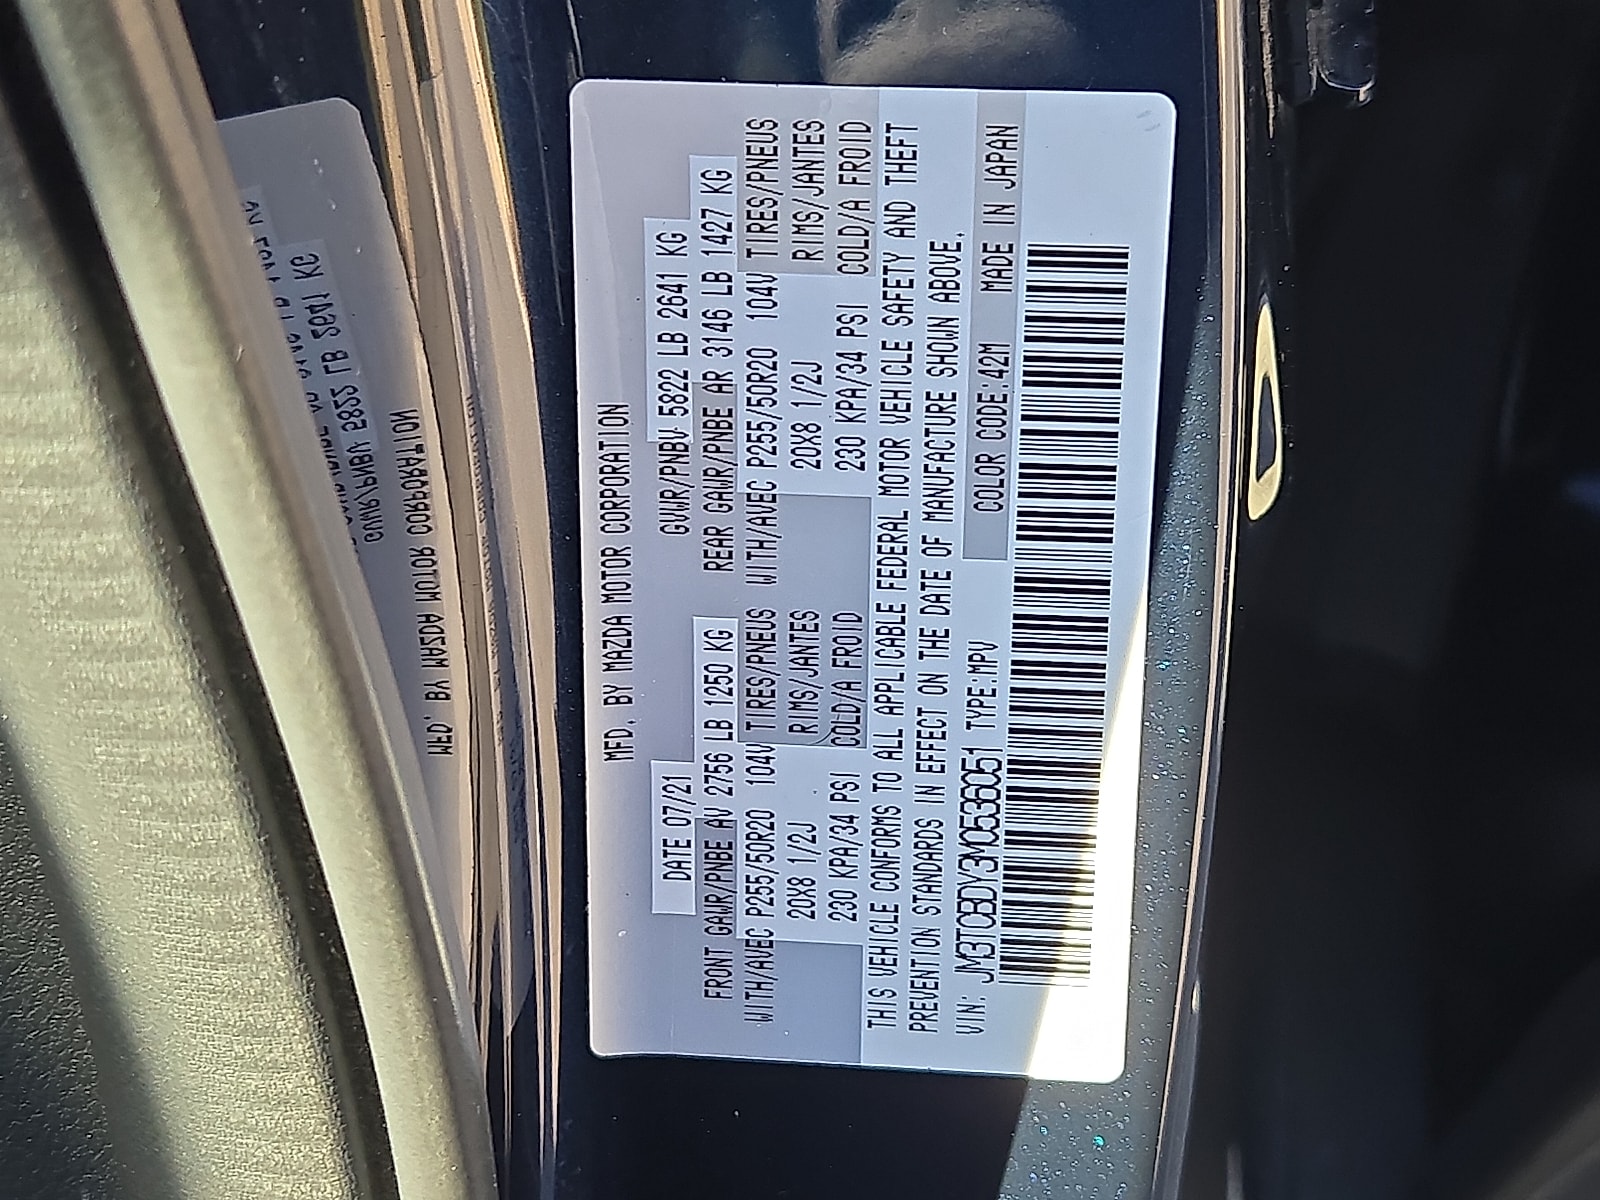 MFD. BY MAZDA MOTOR CORPORATION
DATE 07/21 GVWR/PNBV 5822 LB 2641 KG
FRONT GAWR/PNBE AV 2756 LB 1250 KG REAR GAWR/PNBE AR 3146 LB 1427 KG
WITH/AVEC P255/50R20 104V TIRES/PNEUS WITH/AVEC P255/50R20 104V TIRES/PNEUS
20X8 1/2J RIMS/JANTES 20X8 1/2J RIMS/JANTES
230 KPA/34 PSI COLD/A FROID 230 KPA/34 PSI COLD/A FROID
THIS VEHICLE CONFORMS TO ALL APPLICABLE FEDERAL MOTOR VEHICLE SAFETY AND THEFT
PREVENTION STANDARDS IN EFFECT ON THE DATE OF MANUFACTURE SHOWN ABOVE.
VIN: JM3TCBDY3M0536051 TYPE:MPV COLOR CODE:42M MADE IN JAPAN